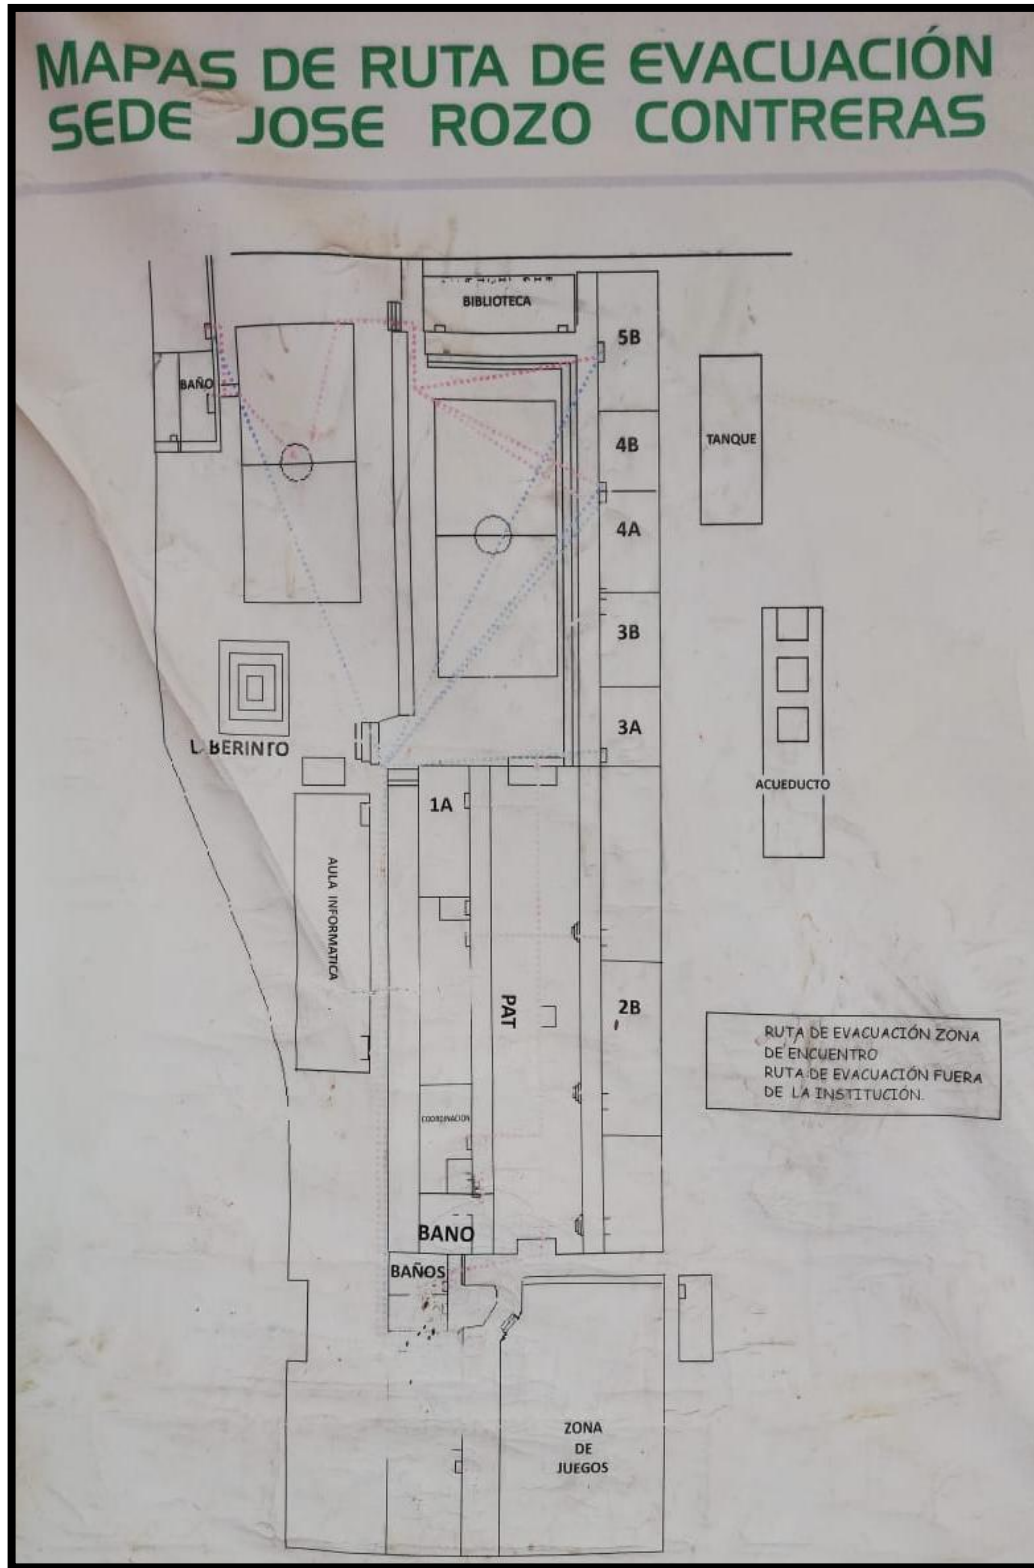 MAPAS DE RUTA DE EVACUACIÓN
SEDE JOSE ROZO CONTRERAS
BIBLIOTECA
5B
BAÑO
4B
TANQUE
4A
3B
3A
L BERINTO
ACUEDUCTO
1A
AULA INFORMATICA
PAT
2B
RUTA DE EVACUACIÓN ZONA
DE ENCUENTRO
RUTA DE EVACUACIÓN FUERA
DE LA INSTITUCIÓN.
COORDINACION
BANO
BAÑOS
ZONA
DE
JUEGOS